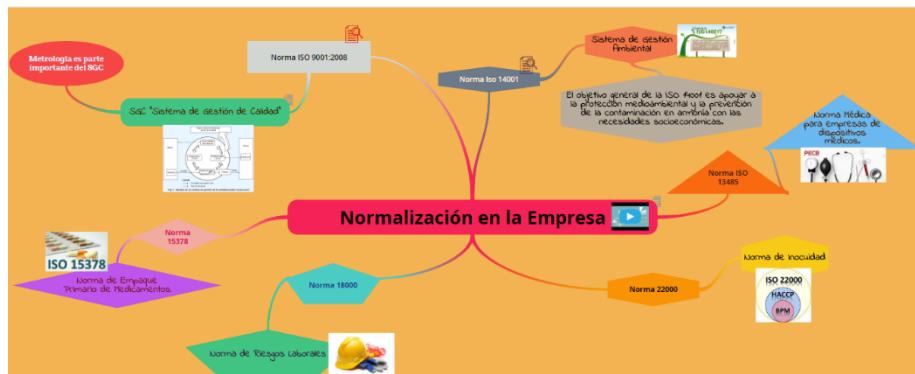 Metrología es parte
importante del SGC
Norma ISO 9001:2008
SGC "Sistema de Gestión de Calidad"
Norma Iso 14001
Sistema de Gestión
Ambiental
El objetivo general de la ISO 14001 es apoyar a
la protección medioambiental y la prevención
de la contaminación en armonía con las
necesidades socioeconómicas.
Norma Médica
para empresas de
dispositivos
médicos.
PECB
Norma ISO
13485
Normalización en la Empresa
Norma
15378
ISO 15378
Norma de Empaque
Primario de Medicamentos.
Norma 18000
Norma de Riesgos Laborales
Norma 22000
Norma de Inocuidad
ISO 22000
HACCP
BPM